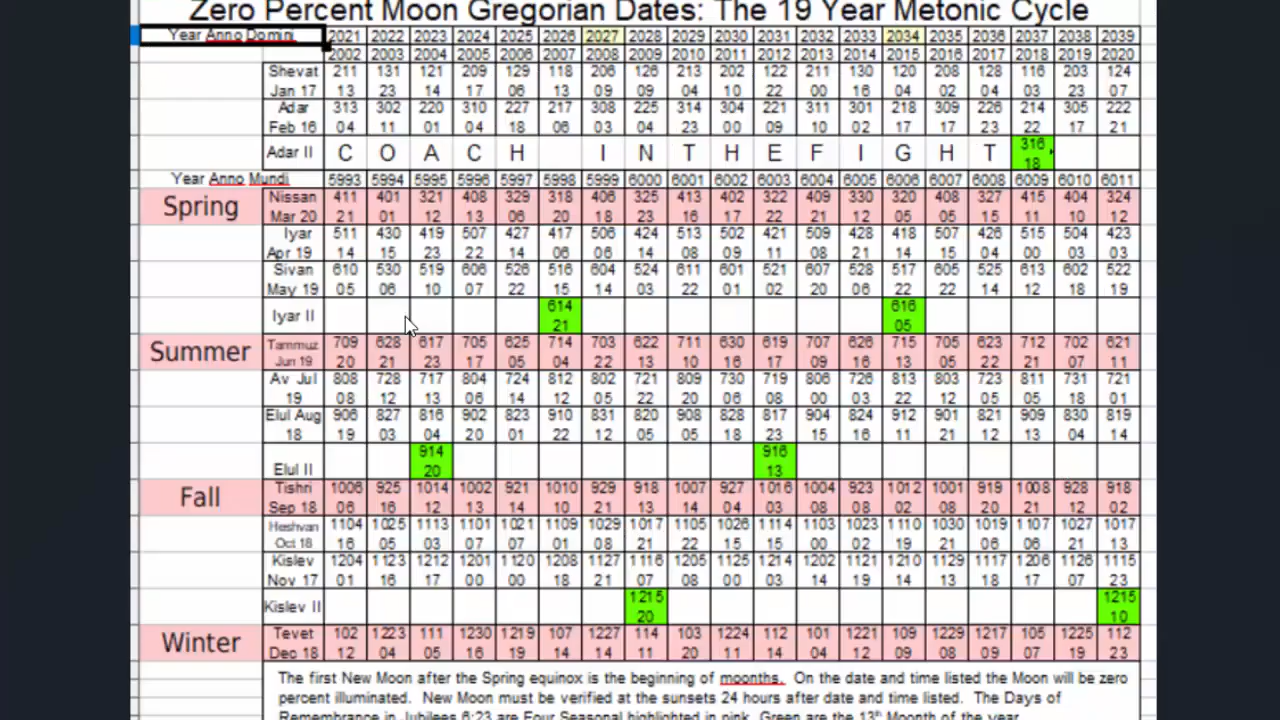 Zero Percent Moon Gregorian Dates: The 19 Year Metonic Cycle
Year Anno Domini 2021 2022 2023 2024 2025 2026 2027 2028 2029 2030 2031 2032 2033 2034 2035 2036 2037 2038 2039
2002 2003 2004 2005 2006 2007 2008 2009 2010 2011 2012 2013 2014 2015 2016 2017 2018 2019 2020
Shevat 211 131 121 209 129 118 206 126 213 202 122 211 130 120 208 128 116 203 124
Jan 17 13 23 14 17 06 13 09 09 04 10 22 00 16 04 02 04 03 23 07
Adar 313 302 220 310 227 217 308 225 314 304 221 311 301 218 309 226 214 305 222
Feb 16 04 11 01 04 18 06 03 04 23 00 09 10 02 17 17 23 22 17 21
Adar II C O A C H I N T H E F I G H T 316
18
Year Anno Mundi 5993 5994 5995 5996 5997 5998 5999 6000 6001 6002 6003 6004 6005 6006 6007 6008 6009 6010 6011
Spring Nissan 411 401 321 408 329 318 406 325 413 402 322 409 330 320 408 327 415 404 324
Mar 20 21 01 12 13 06 20 18 23 16 17 22 21 12 05 05 15 11 10 12
Iyar 511 430 419 507 427 417 506 424 513 502 421 509 428 418 507 426 515 504 423
Apr 19 14 15 23 22 14 06 06 14 08 09 11 08 21 14 15 04 00 03 03
Sivan 610 530 519 606 526 516 604 524 611 601 521 607 528 517 605 525 613 602 522
May 19 05 06 10 07 22 15 14 03 22 01 02 20 06 22 22 14 12 18 19
Iyar II 614 616
21 05
Summer Tammuz 709 628 617 705 625 714 703 622 711 630 619 707 626 715 705 623 712 702 621
Jun 19 20 21 23 17 05 04 22 13 10 16 17 09 16 13 05 22 21 07 11
Av Jul 808 728 717 804 724 812 802 721 809 730 719 806 726 813 803 723 811 731 721
19 08 12 13 06 14 12 05 22 20 06 08 00 03 22 12 05 05 18 01
Elul Aug 906 827 816 902 823 910 831 820 908 828 817 904 824 912 901 821 909 830 819
18 19 03 04 20 01 22 12 05 05 18 23 15 16 11 21 12 13 04 14
Elul II 914 916
20 13
Fall Tishri 1006 925 1014 1002 921 1010 929 918 1007 927 1016 1004 923 1012 1001 919 1008 928 918
Sep 18 06 16 12 13 14 10 21 13 14 04 03 08 08 02 08 20 21 12 02
Heshvan 1104 1025 1113 1101 1021 1109 1029 1017 1105 1026 1114 1103 1023 1110 1030 1019 1107 1027 1017
Oct 18 16 05 03 07 07 01 08 21 22 15 15 00 02 19 21 06 06 21 13
Kislev 1204 1123 1212 1201 1120 1208 1127 1116 1205 1125 1214 1202 1122 1210 1129 1117 1206 1126 1115
Nov 17 01 16 17 00 00 18 21 07 08 00 03 14 19 14 13 18 17 07 23
Kislev II 1215 1215
20 10
Winter Tevet 102 1223 111 1230 1219 107 1227 114 103 1224 112 101 1221 109 1229 1217 105 1225 112
Dec 18 12 04 05 16 19 14 14 11 20 11 14 04 12 09 08 09 07 19 23
The first New Moon after the Spring equinox is the beginning of moonths. On the date and time listed the Moon will be zero
percent illuminated. New Moon must be verified at the sunsets 24 hours after date and time listed. The Days of
Remembrance in Jubilees 6:23 are Four Seasonal highlighted in pink. Green are the 13th Moonth of the year